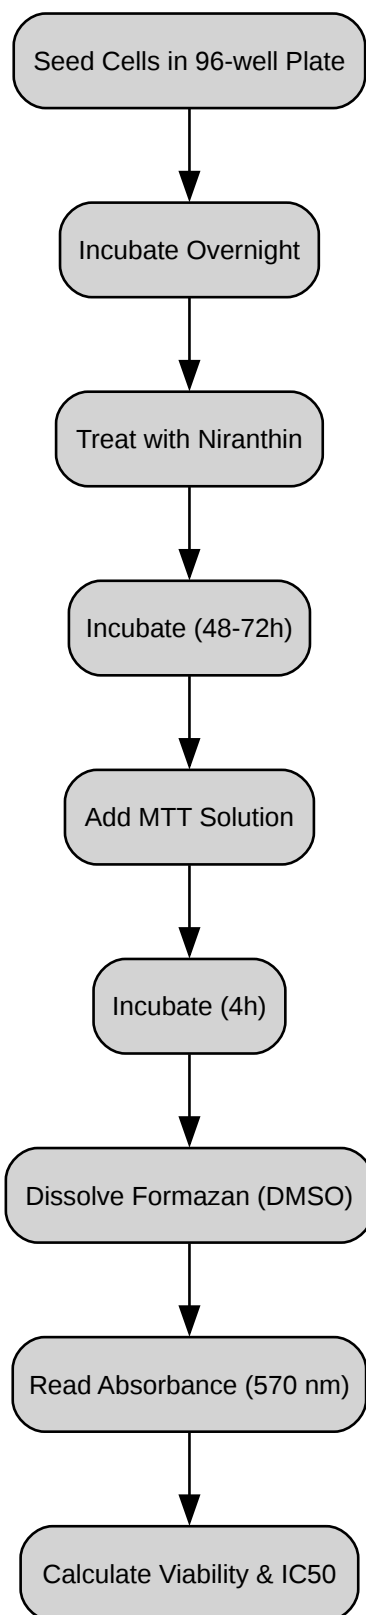 Seed Cells in 96-well Plate
Incubate Overnight
Treat with Niranthin
Incubate (48-72h)
Add MTT Solution
Incubate (4h)
Dissolve Formazan (DMSO)
Read Absorbance (570 nm)
Calculate Viability & IC50